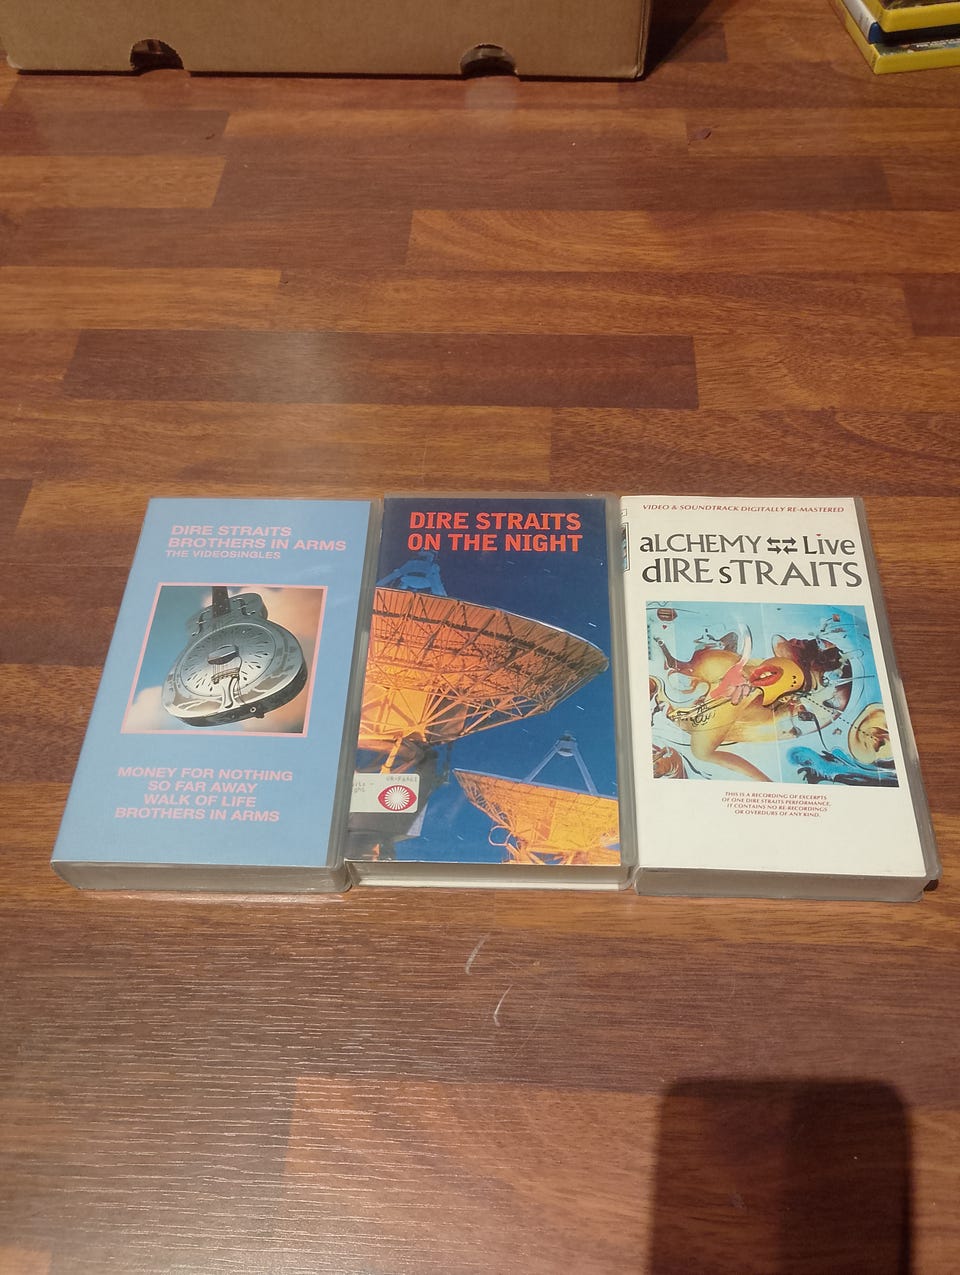 DIRE STRAITS
BROTHERS IN ARMS
THE VIDEOSINGLES
MONEY FOR NOTHING
SO FAR AWAY
WALK OF LIFE
BROTHERS IN ARMS
DIRE STRAITS
ON THE NIGHT
VIDEO & SOUNDTRACK DIGITALLY RE-MASTERED
aLCHEMY Live
dIRE sTRAITS
THIS IS A RECORDING OF EXCERPTS
OF ONE DIRE STRAITS PERFORMANCE,
IT CONTAINS NO RE-RECORDINGS
OR OVERDUBS OF ANY KIND.